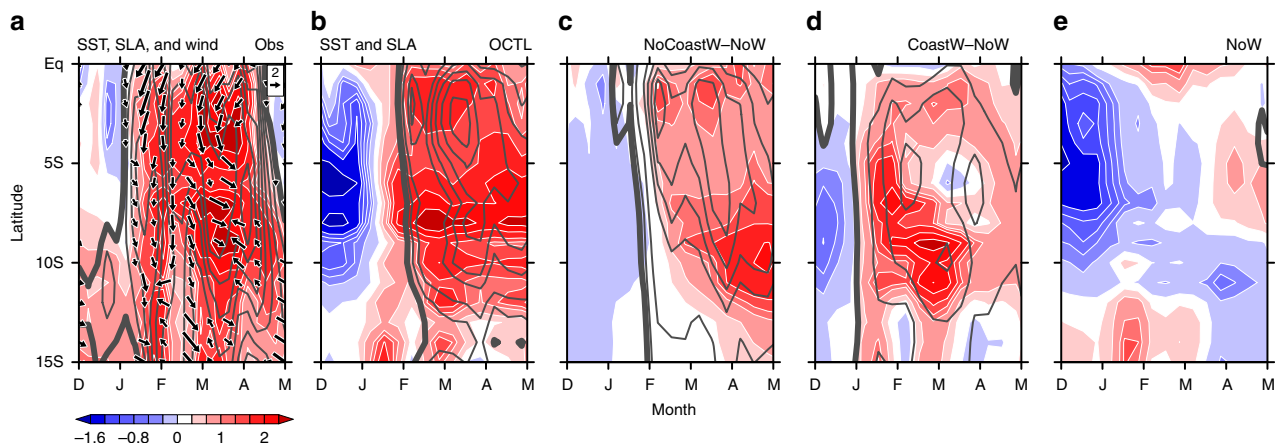 a b c d e
SST, SLA, and wind Obs SST and SLA OCTL NoCoastW–NoW CoastW–NoW NoW
Eq
2
5S
10S
15S
Latitude
D J F M A M D J F M A M D J F M A M D J F M A M D J F M A M
Month
−1.6 −0.8 0 1 2